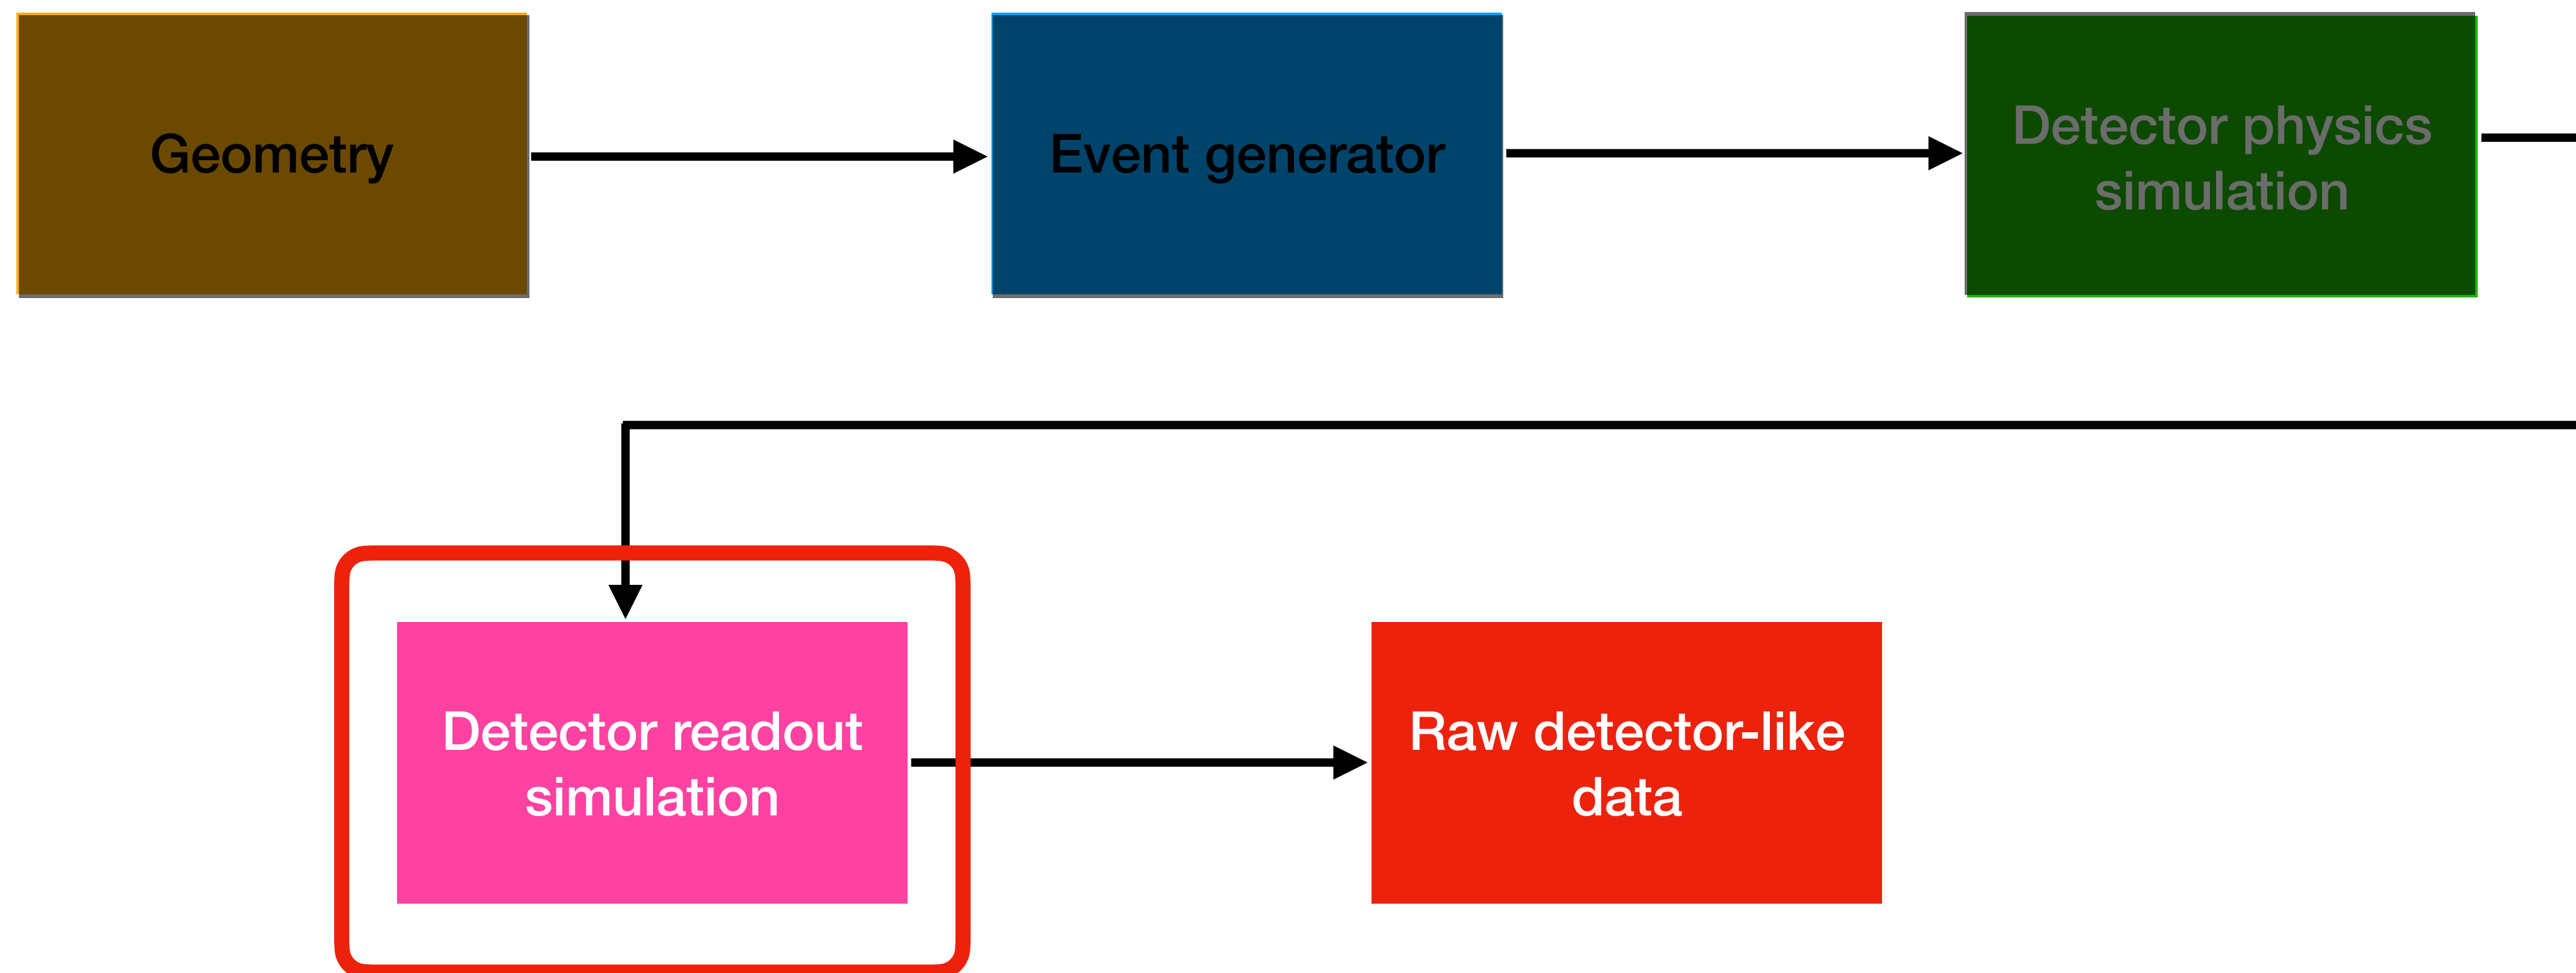 Geometry
Event generator
Detector physics
simulation
Detector readout
simulation
Raw detector-like
data